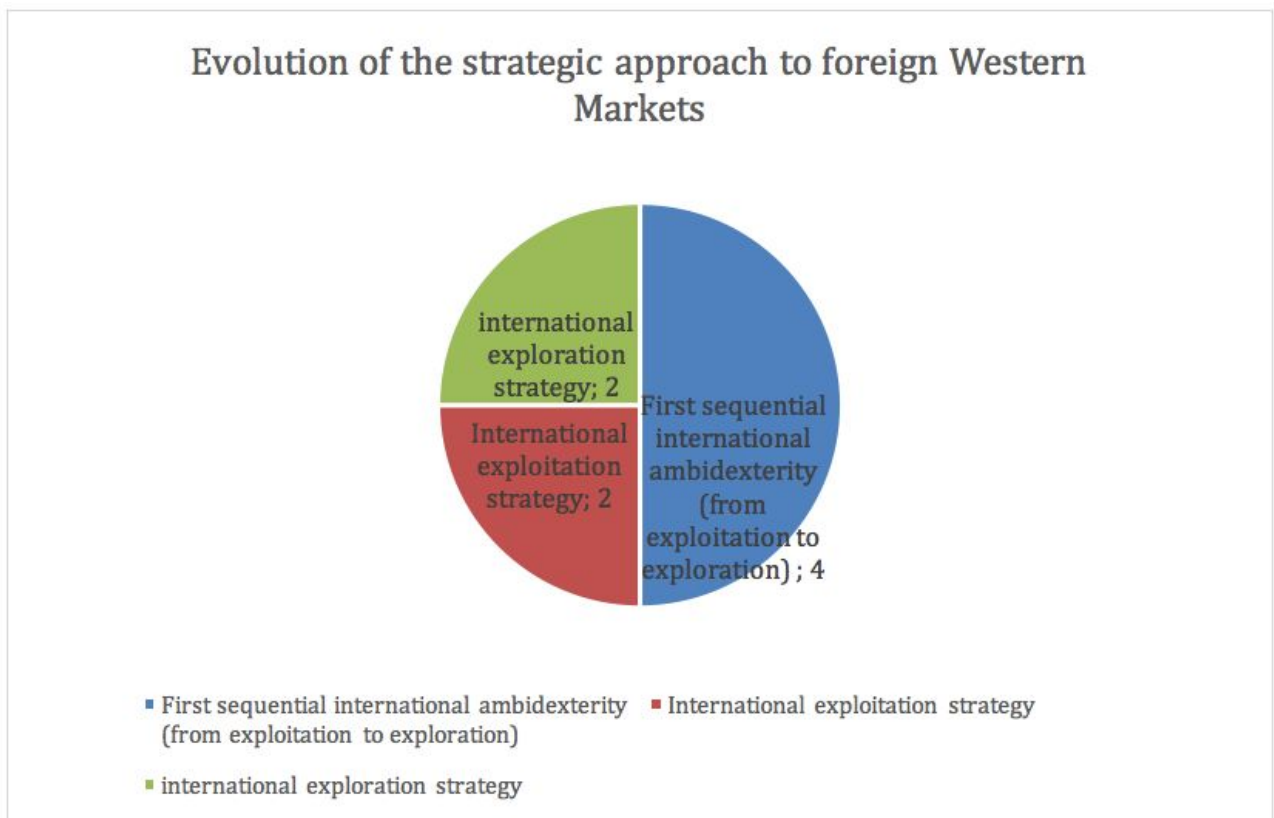 Evolution of the strategic approach to foreign Western
Markets
international
exploration
strategy; 2
First sequential
international
ambidexterity
(from
exploitation to
exploration) ; 4
International
exploitation
strategy; 2
First sequential international ambidexterity
(from exploitation to exploration)
International exploitation strategy
international exploration strategy